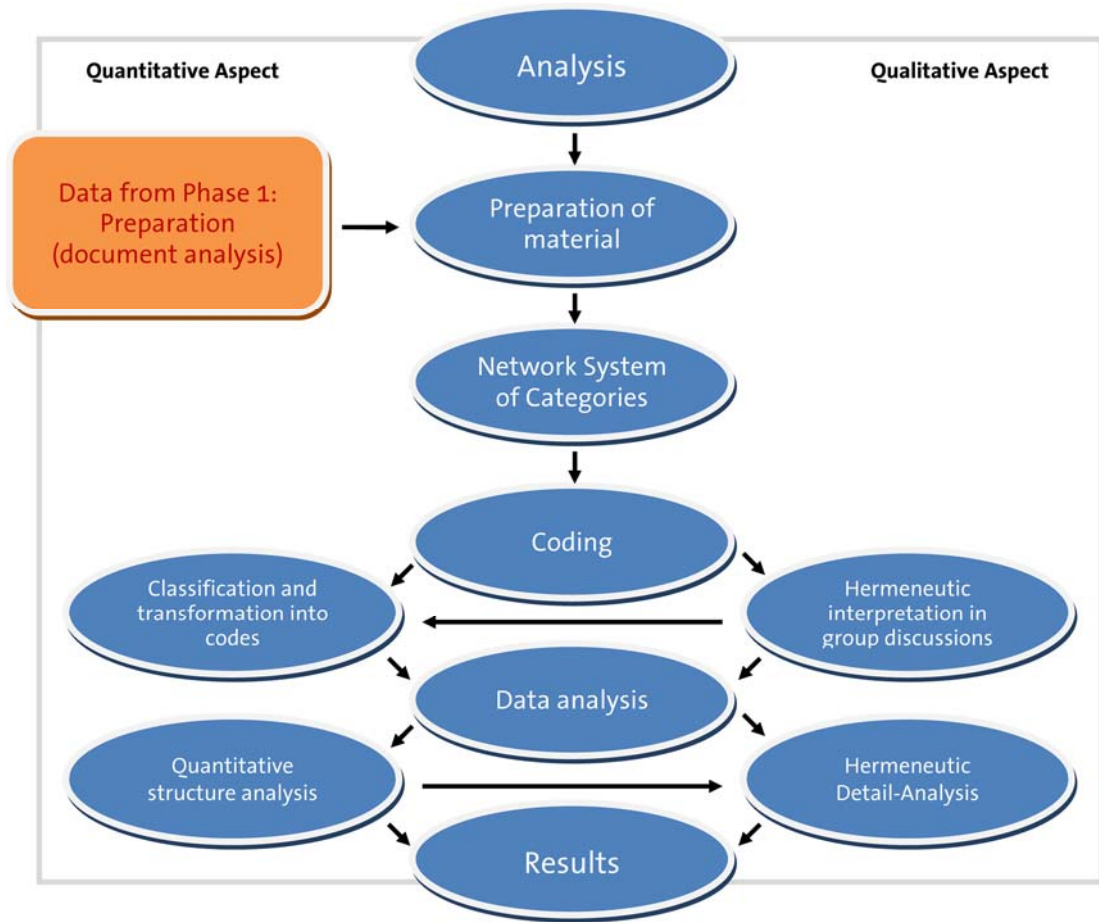 Quantitative Aspect
Analysis
Qualitative Aspect
Data from Phase 1:
Preparation
(document analysis)
Preparation of
material
Network System
of Categories
Coding
Classification and
transformation into
codes
Hermeneutic
interpretation in
group discussions
Data analysis
Quantitative
structure analysis
Hermeneutic
Detail-Analysis
Results